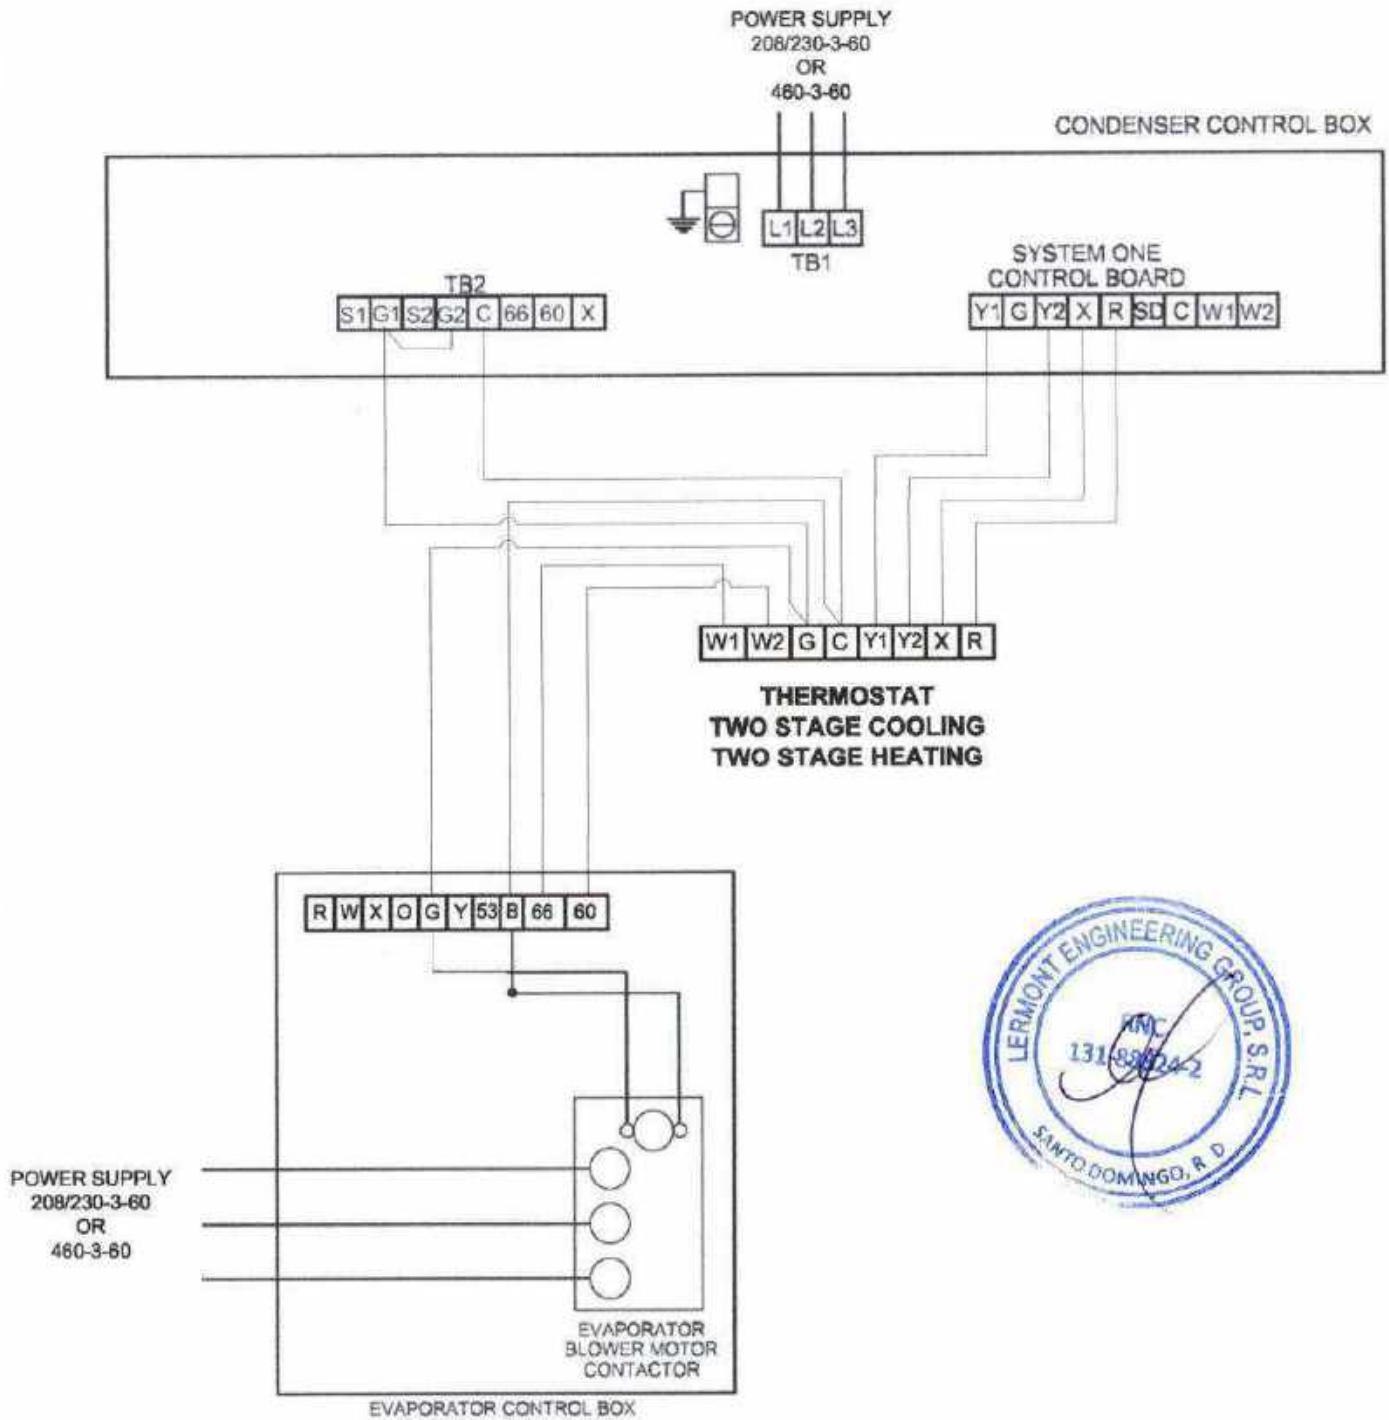 POWER SUPPLY
208/230-3-60
OR
460-3-60
CONDENSER CONTROL BOX
L1 L2 L3
TB1
SYSTEM ONE
CONTROL BOARD
TB2
S1 G1 S2 G2 C 66 60 X
Y1 G Y2 X R SD C W1 W2
W1 W2 G C Y1 Y2 X R
THERMOSTAT
TWO STAGE COOLING
TWO STAGE HEATING
R W X O G Y 53 B 66 60
LERMONT ENGINEERING GROUP, S.R.L.
RNC
SANTO DOMINGO, R D
POWER SUPPLY
208/230-3-60
OR
460-3-60
EVAPORATOR
BLOWER MOTOR
CONTACTOR
EVAPORATOR CONTROL BOX